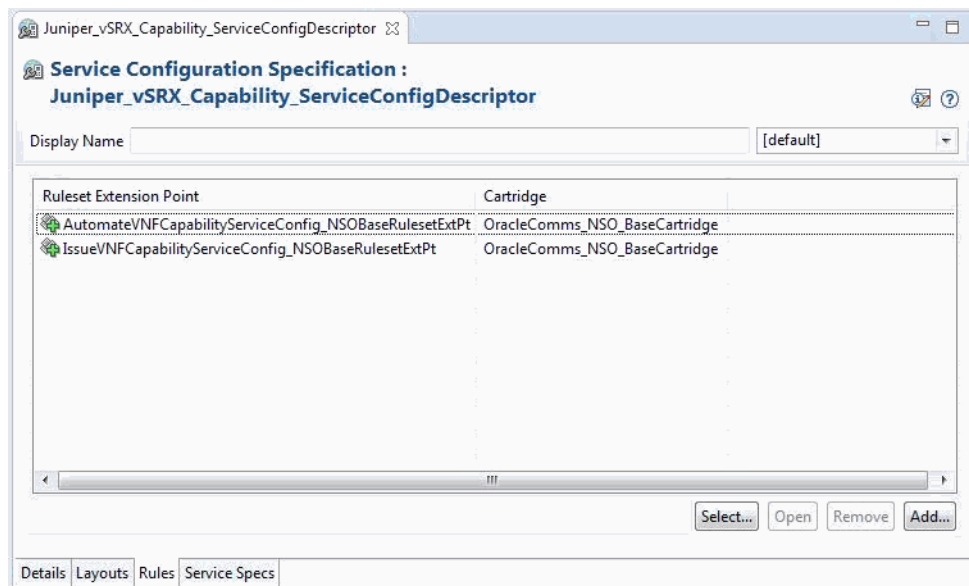 Juniper_vSRX_Capability_ServiceConfigDescriptor
Service Configuration Specification :
Juniper_vSRX_Capability_ServiceConfigDescriptor
Display Name [default]
Ruleset Extension Point Cartridge
AutomateVNFCapabilityServiceConfig_NSOBaseRulesetExtPt OracleComms_NSO_BaseCartridge
IssueVNFCapabilityServiceConfig_NSOBaseRulesetExtPt OracleComms_NSO_BaseCartridge
Select... Open Remove Add...
Details Layouts Rules Service Specs